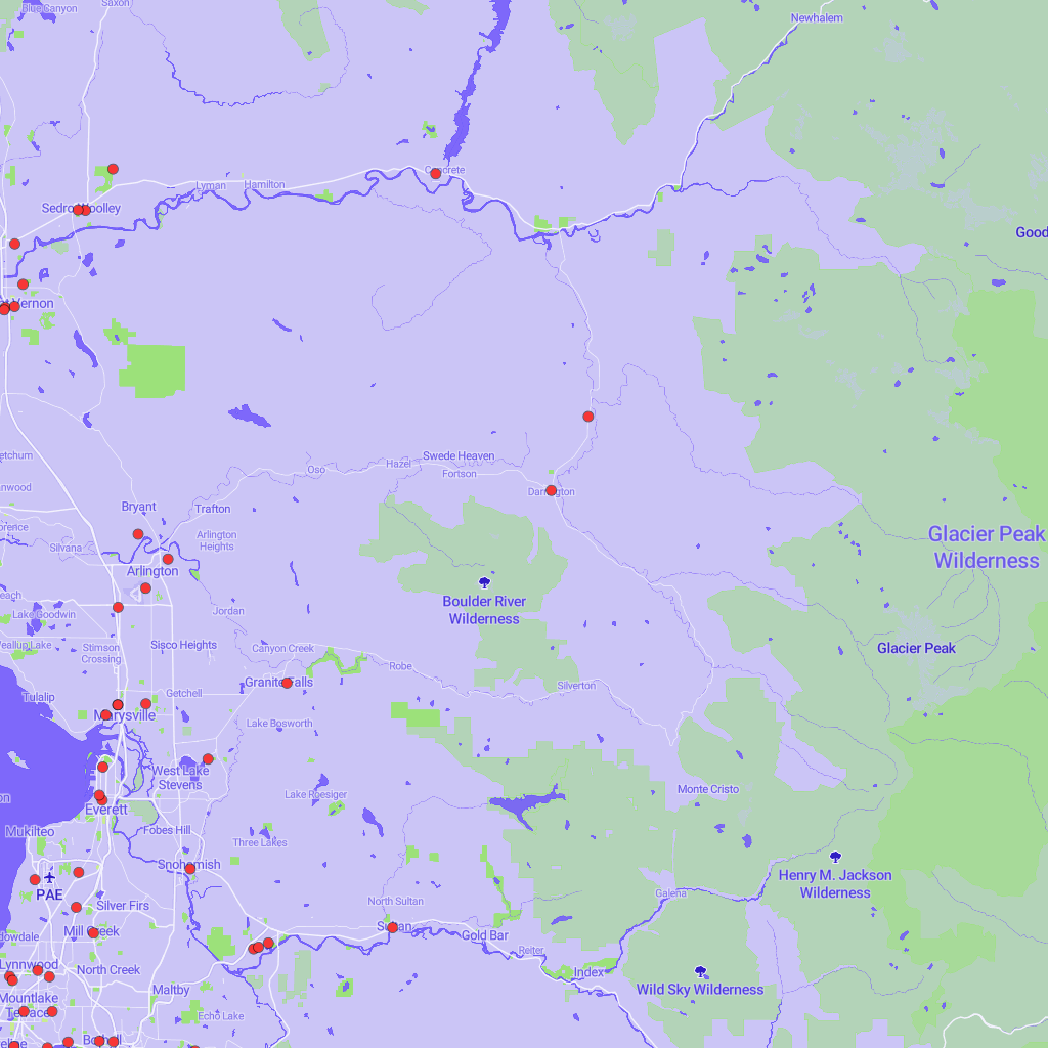 Blue Canyon
Saxon
Newhalem
Concrete
Lyman
Hamilton
Sedro-Woolley
Good
Vernon
Swede Heaven
Hazel
Fortson
Oso
Darrington
Bryant
Trafton
Arlington
Heights
Silvana
Arlington
Glacier Peak
Wilderness
Boulder River
Wilderness
Lake Goodwin
Jordan
Sisco Heights
Stimson
Crossing
Canyon Creek
Glacier Peak
Robe
Granite Falls
Silverton
Tulalip
Getchell
Marysville
Lake Bosworth
West Lake
Stevens
Monte Cristo
Lake Roesiger
Everett
Mukilteo
Fobes Hill
Three Lakes
Snohomish
Henry M. Jackson
Wilderness
PAE
Galena
North Sultan
Silver Firs
Mill Creek
Sultan
Gold Bar
Reiter
Lynnwood
North Creek
Index
Maltby
Wild Sky Wilderness
Mountlake
Terrace
Echo Lake
Bothell